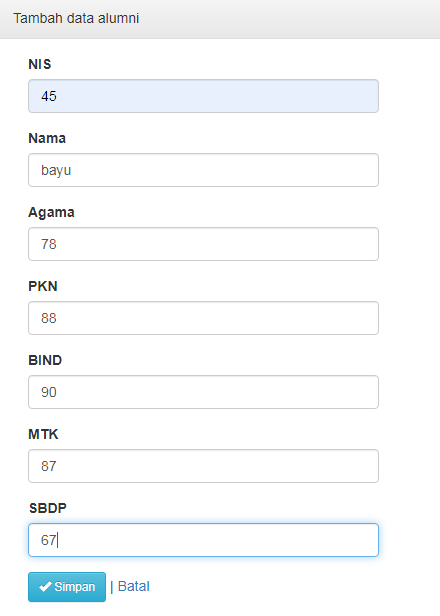 Tambah data alumni
NIS
45
Nama
bayu
Agama
78
PKN
88
BIND
90
MTK
87
SBDP
67
Simpan | Batal